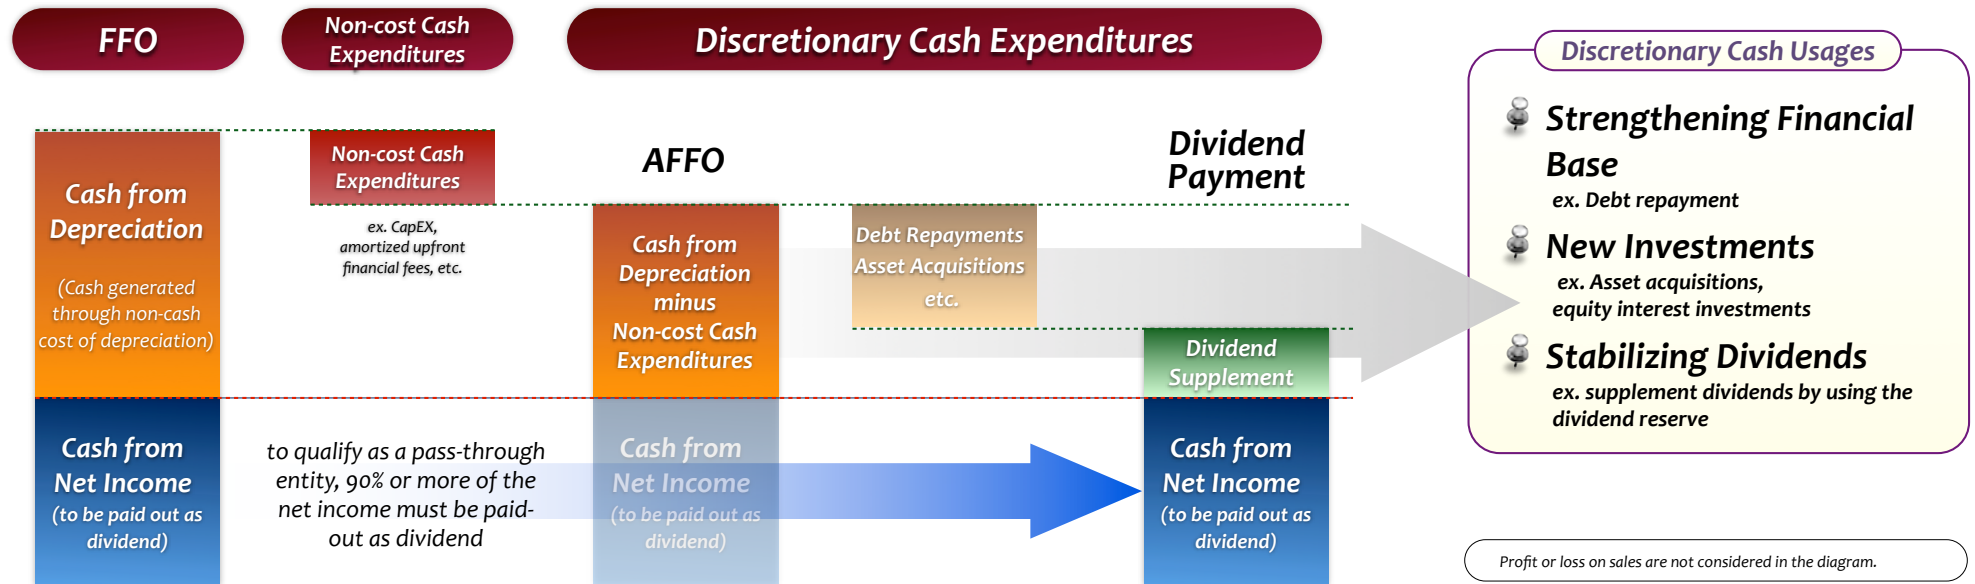 FFO
Non-cost Cash
Expenditures
Discretionary Cash Expenditures
Cash from
Depreciation
(Cash generated
through non-cash
cost of depreciation)
Cash from
Net Income
(to be paid out as
dividend)
Non-cost Cash
Expenditures
ex. CapEX,
amortized upfront
financial fees, etc.
to qualify as a pass-through
entity, 90% or more of the
net income must be paid-
out as dividend
AFFO
Cash from
Depreciation
minus
Non-cost Cash
Expenditures
Cash from
Net Income
(to be paid out as
dividend)
Debt Repayments
Asset Acquisitions
etc.
Dividend
Payment
Dividend
Supplement
Cash from
Net Income
(to be paid out as
dividend)
Discretionary Cash Usages
Strengthening Financial
Base
ex. Debt repayment
New Investments
ex. Asset acquisitions,
equity interest investments
Stabilizing Dividends
ex. supplement dividends by using the
dividend reserve
Profit or loss on sales are not considered in the diagram.